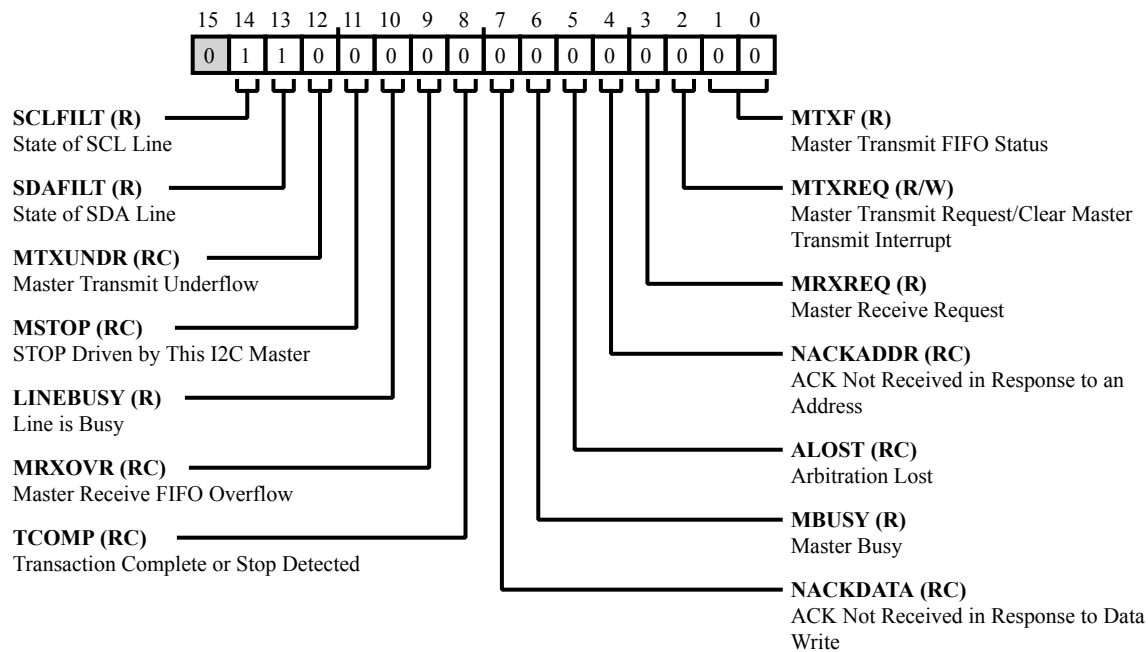 15 14 13 12 11 10 9 8 7 6 5 4 3 2 1 0
0 1 1 0 0 0 0 0 0 0 0 0 0 0 0 0
SCLFILT (R)
State of SCL Line
SDAFILT (R)
State of SDA Line
MTXUNDR (RC)
Master Transmit Underflow
MSTOP (RC)
STOP Driven by This I2C Master
LINEBUSY (R)
Line is Busy
MRXOVR (RC)
Master Receive FIFO Overflow
TCOMP (RC)
Transaction Complete or Stop Detected
MTXF (R)
Master Transmit FIFO Status
MTXREQ (R/W)
Master Transmit Request/Clear Master
Transmit Interrupt
MRXREQ (R)
Master Receive Request
NACKADDR (RC)
ACK Not Received in Response to an
Address
ALOST (RC)
Arbitration Lost
MBUSY (R)
Master Busy
NACKDATA (RC)
ACK Not Received in Response to Data
Write